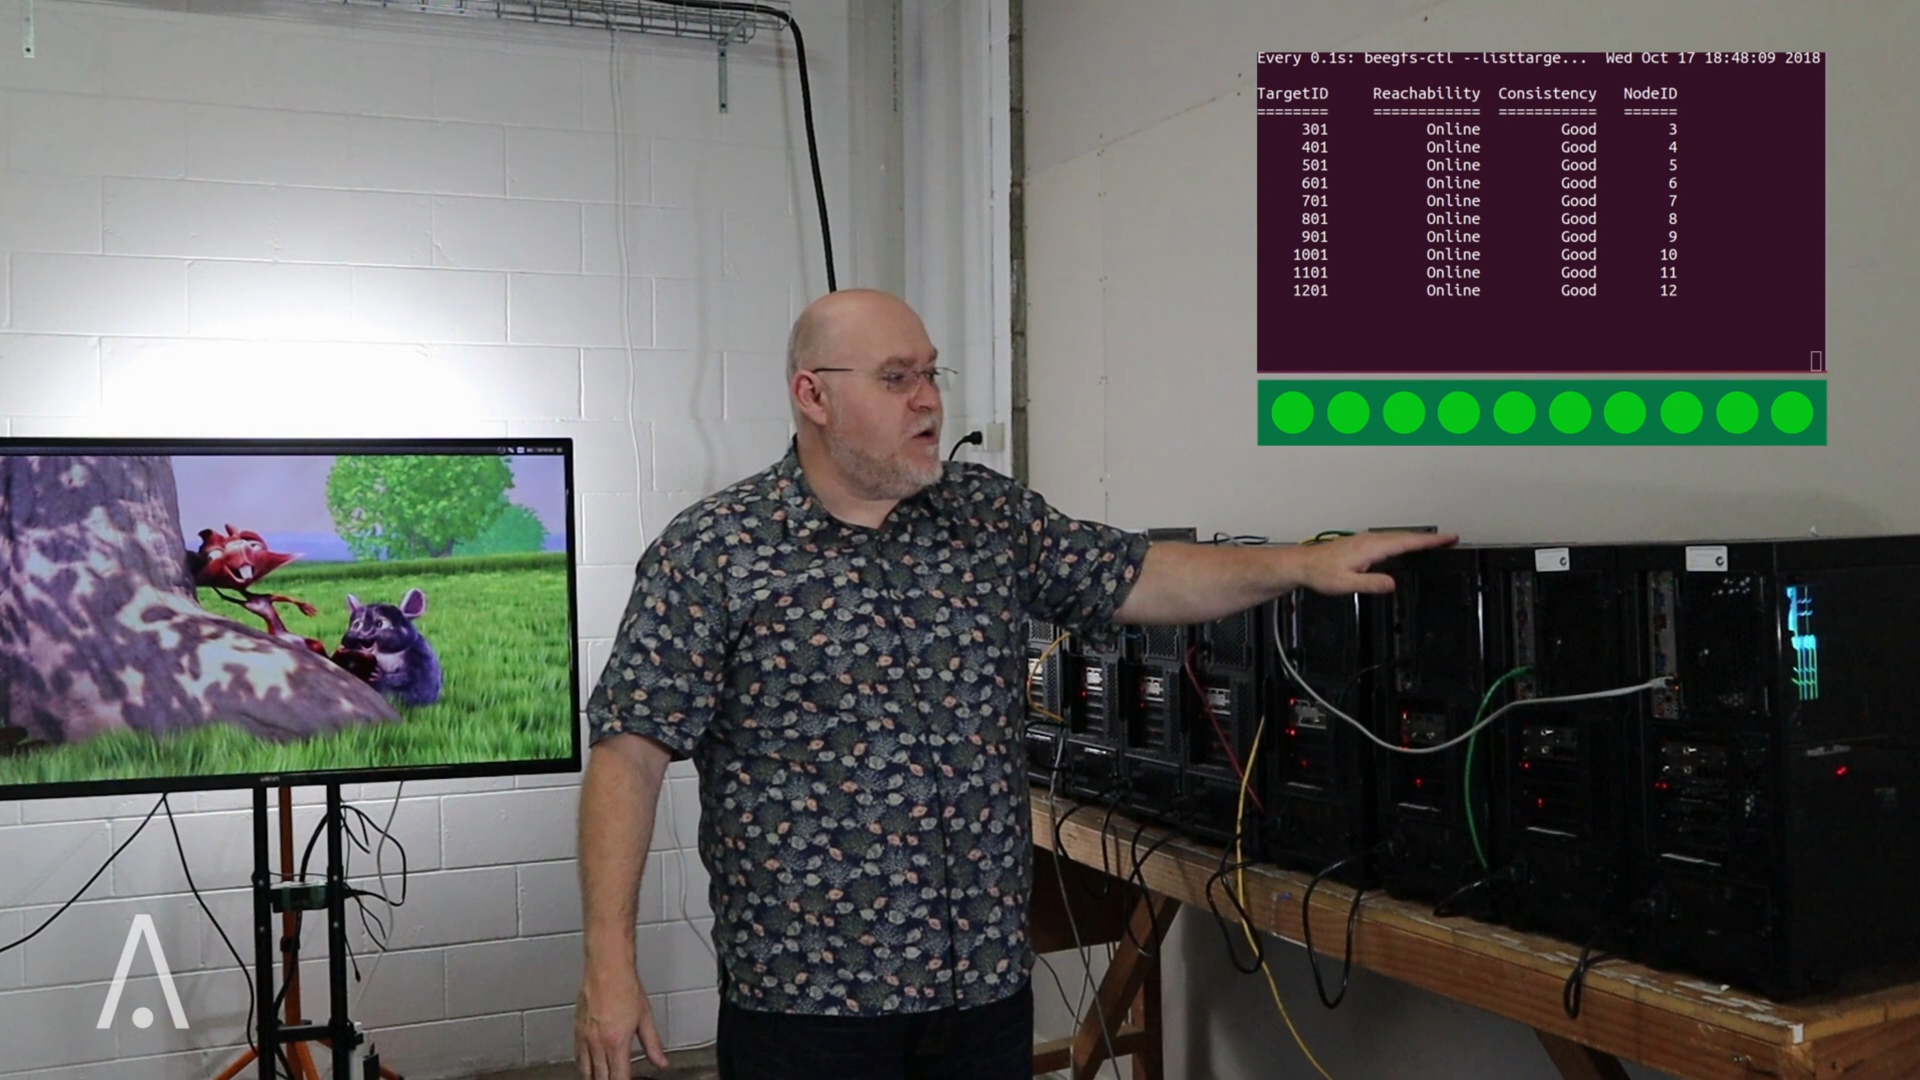 Every 0.1s: beegfs-ctl --listtarge...  Wed Oct 17 18:48:09 2018
TargetID     Reachability  Consistency   NodeID
========     ============  ===========   ======
301           Online         Good        3
401           Online         Good        4
501           Online         Good        5
601           Online         Good        6
701           Online         Good        7
801           Online         Good        8
901           Online         Good        9
1001           Online         Good       10
1101           Online         Good       11
1201           Online         Good       12